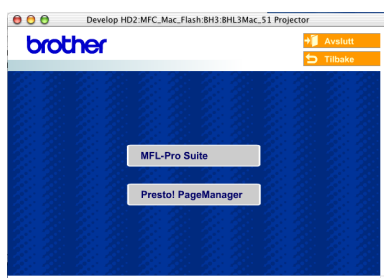 Develop HD2:MFC_Mac_Flash:BH3:BHL3Mac_51 Projector
brother
Avslutt
Tilbake
MFL-Pro Suite
Presto! PageManager